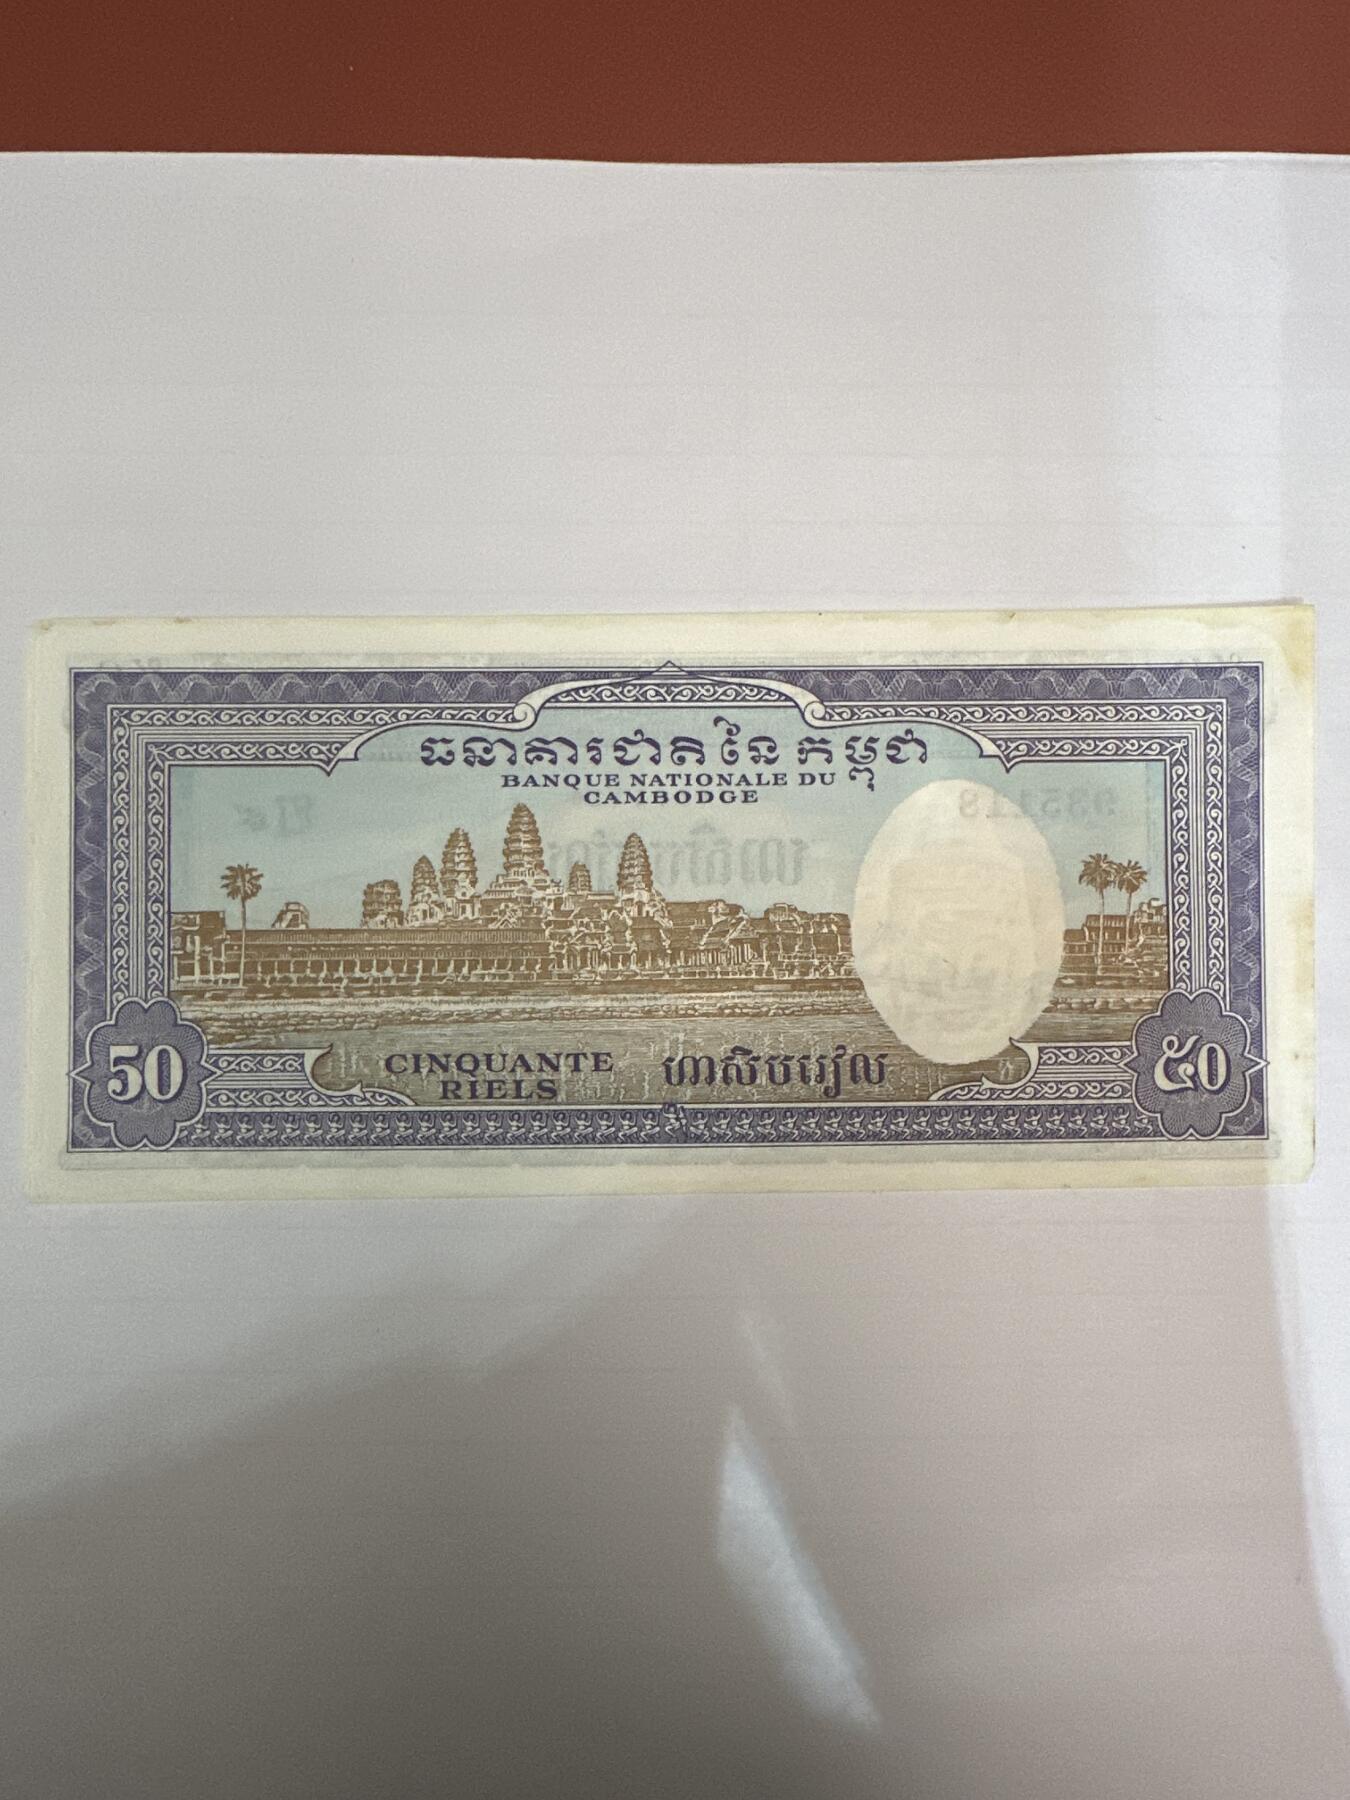 ធនាគារជាតិនៃកម្ពុជា
BANQUE NATIONALE DU
CAMBODGE
50
CINQUANTE
RIELS
ហាសិបរៀល
៥០